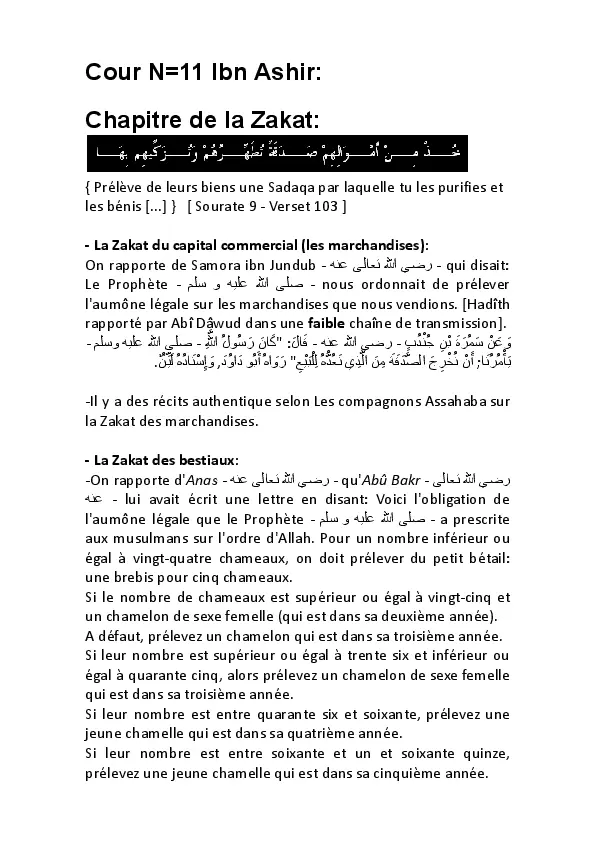 Cour N=11 Ibn Ashir:
Chapitre de la Zakat:
خُـــذْ مِـــنْ أَمْـــوَالِهِمْ صَـــدَقَةً تُطَهِّـــرُهُمْ وَتُـــزَكِّيهِم بِهَـــا
{ Prélève de leurs biens une Sadaqa par laquelle tu les purifies et
les bénis [...] } [ Sourate 9 - Verset 103 ]
- La Zakat du capital commercial (les marchandises):
On rapporte de Samora ibn Jundub - رضي الله تعالى عنه - qui disait:
Le Prophète - صلى الله عليه و سلم - nous ordonnait de prélever
l'aumône légale sur les marchandises que nous vendions. [Hadîth
rapporté par Abî Dâwud dans une faible chaîne de transmission].
وَعَنْ سَمُرَةَ بْنِ جُنْدُبٍ - رضي الله عنه - قَالَ: "كَانَ رَسُولُ اللَّهِ - صلى الله عليه وسلم -
يَأْمُرُنَا; أَنْ نُخْرِجَ الصَّدَقَةَ مِنَ الَّذِي نَعُدُّهُ لِلْبَيْعِ" رَوَاهُ أَبُو دَاوُدَ, وَإِسْنَادُهُ لَيِّنٌ.
-Il y a des récits authentique selon Les compagnons Assahaba sur
la Zakat des marchandises.
- La Zakat des bestiaux:
-On rapporte d'Anas - رضي الله تعالى عنه - qu'Abû Bakr - رضي الله تعالى
عنه - lui avait écrit une lettre en disant: Voici l'obligation de
l'aumône légale que le Prophète - صلى الله عليه و سلم - a prescrite
aux musulmans sur l'ordre d'Allah. Pour un nombre inférieur ou
égal à vingt-quatre chameaux, on doit prélever du petit bétail:
une brebis pour cinq chameaux.
Si le nombre de chameaux est supérieur ou égal à vingt-cinq et
un chamelon de sexe femelle (qui est dans sa deuxième année).
A défaut, prélevez un chamelon qui est dans sa troisième année.
Si leur nombre est supérieur ou égal à trente six et inférieur ou
égal à quarante cinq, alors prélevez un chamelon de sexe femelle
qui est dans sa troisième année.
Si leur nombre est entre quarante six et soixante, prélevez une
jeune chamelle qui est dans sa quatrième année.
Si leur nombre est entre soixante et un et soixante quinze,
prélevez une jeune chamelle qui est dans sa cinquième année.